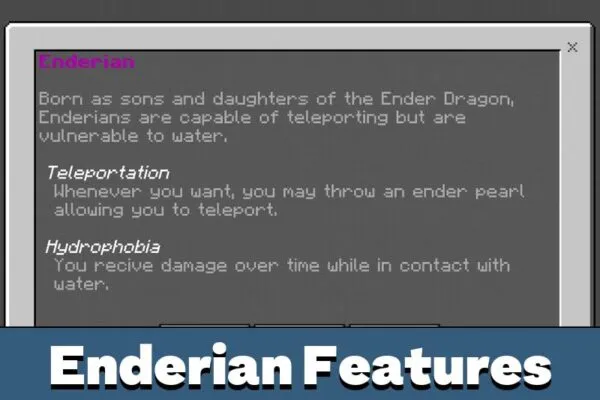 Enderian
Born as sons and daughters of the Ender Dragon,
Enderians are capable of teleporting but are
vulnerable to water.
Teleportation
Whenever you want, you may throw an ender pearl
allowing you to teleport.
Hydrophobia
You recive damage over time while in contact with
water.
Enderian Features